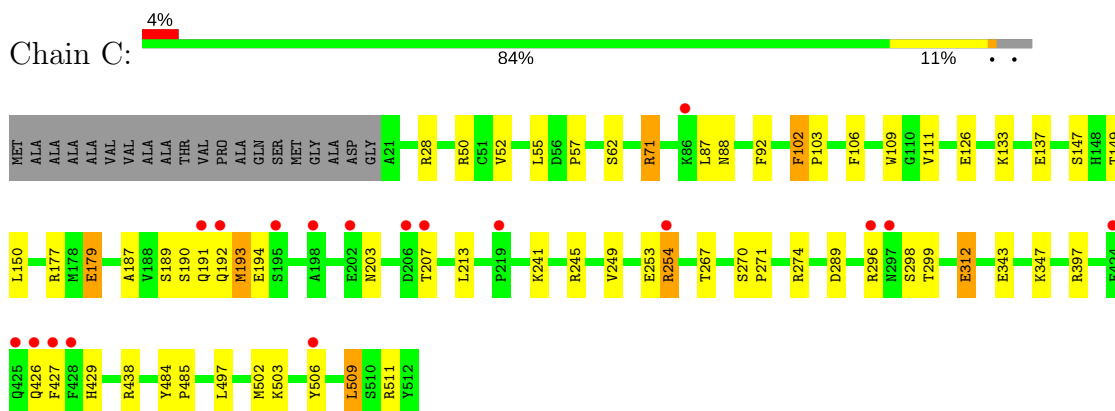 4%
Chain C:
84% 11% • •
MET ALA ALA ALA ALA VAL VAL ALA ALA THR VAL PRO ALA GLN SER MET GLY ALA ASP GLY A21 R28 R50 C51 V52 L55 D56 P57 S62 R71 K86 L87 N88 F92 F102 P103 F106 W109 G110 V111 E126 K133 E137 S147 H148 T149
L150 R177 M178 E179 A187 V188 S189 S190 Q191 Q192 M193 E194 S195 A198 E202 N203 D206 T207 L213 P219 K241 R245 V249 E253 R254 T267 S270 P271 R274 D289 R296 N297 S298 T299 E312 E343 K347 R397 E424
Q425 Q426 F427 F428 H429 R438 Y484 P485 L497 M502 K503 Y506 L509 S510 R511 Y512